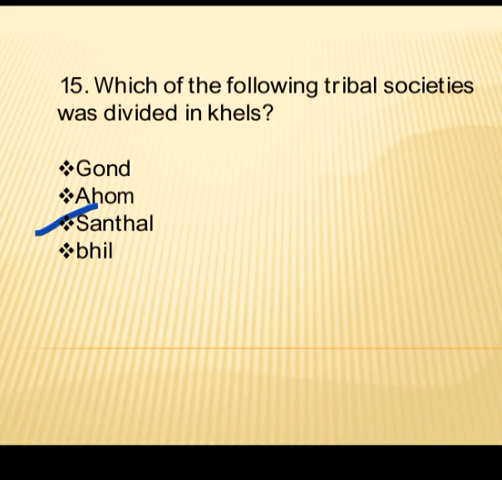 15. Which of the following tribal societies
was divided in khels?
❖Gond
❖Ahom
❖Santhal
❖bhil